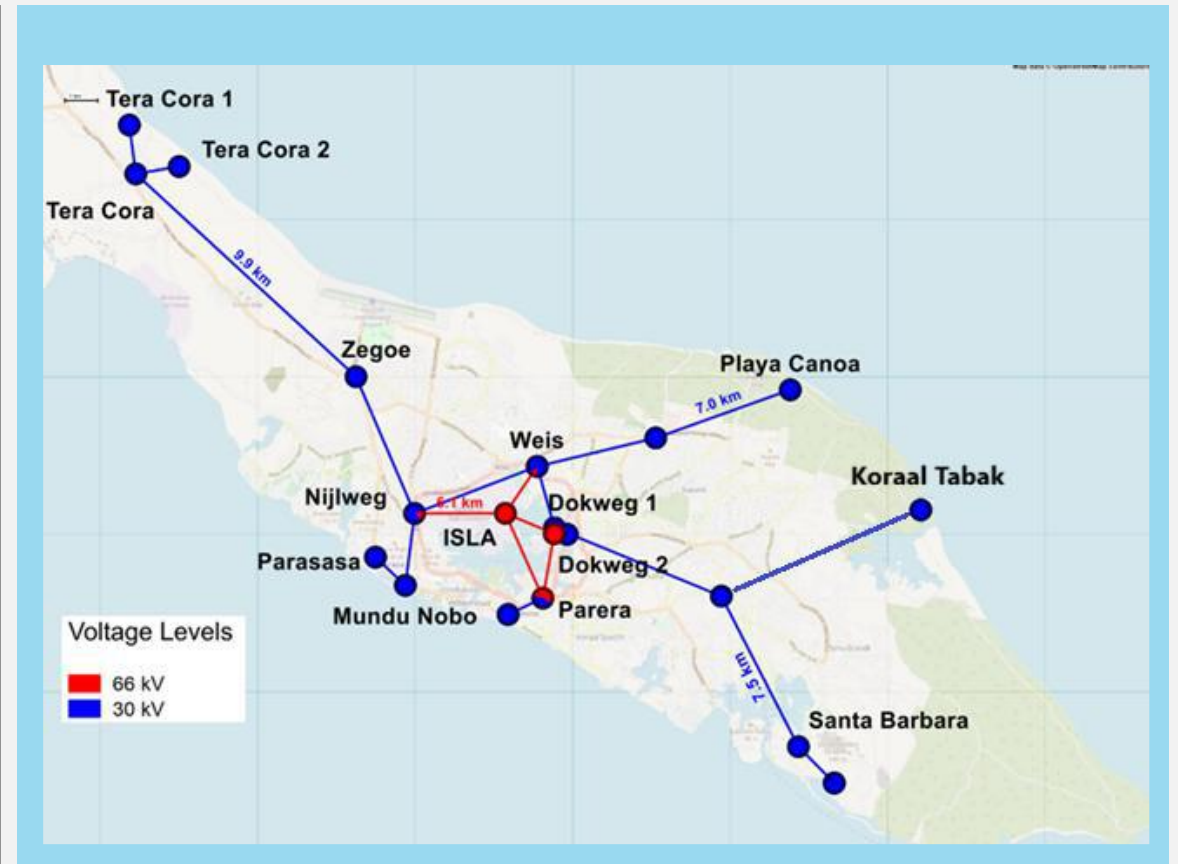 Tera Cora 1
Tera Cora 2
Tera Cora
9.9 km
Zegoe
Playa Canoa
7.0 km
Weis
Koraal Tabak
Nijlweg
6.1 km
Dokweg 1
ISLA
Parasasa
Dokweg 2
Mundu Nobo
Parera
Voltage Levels
66 kV
30 kV
7.5 km
Santa Barbara